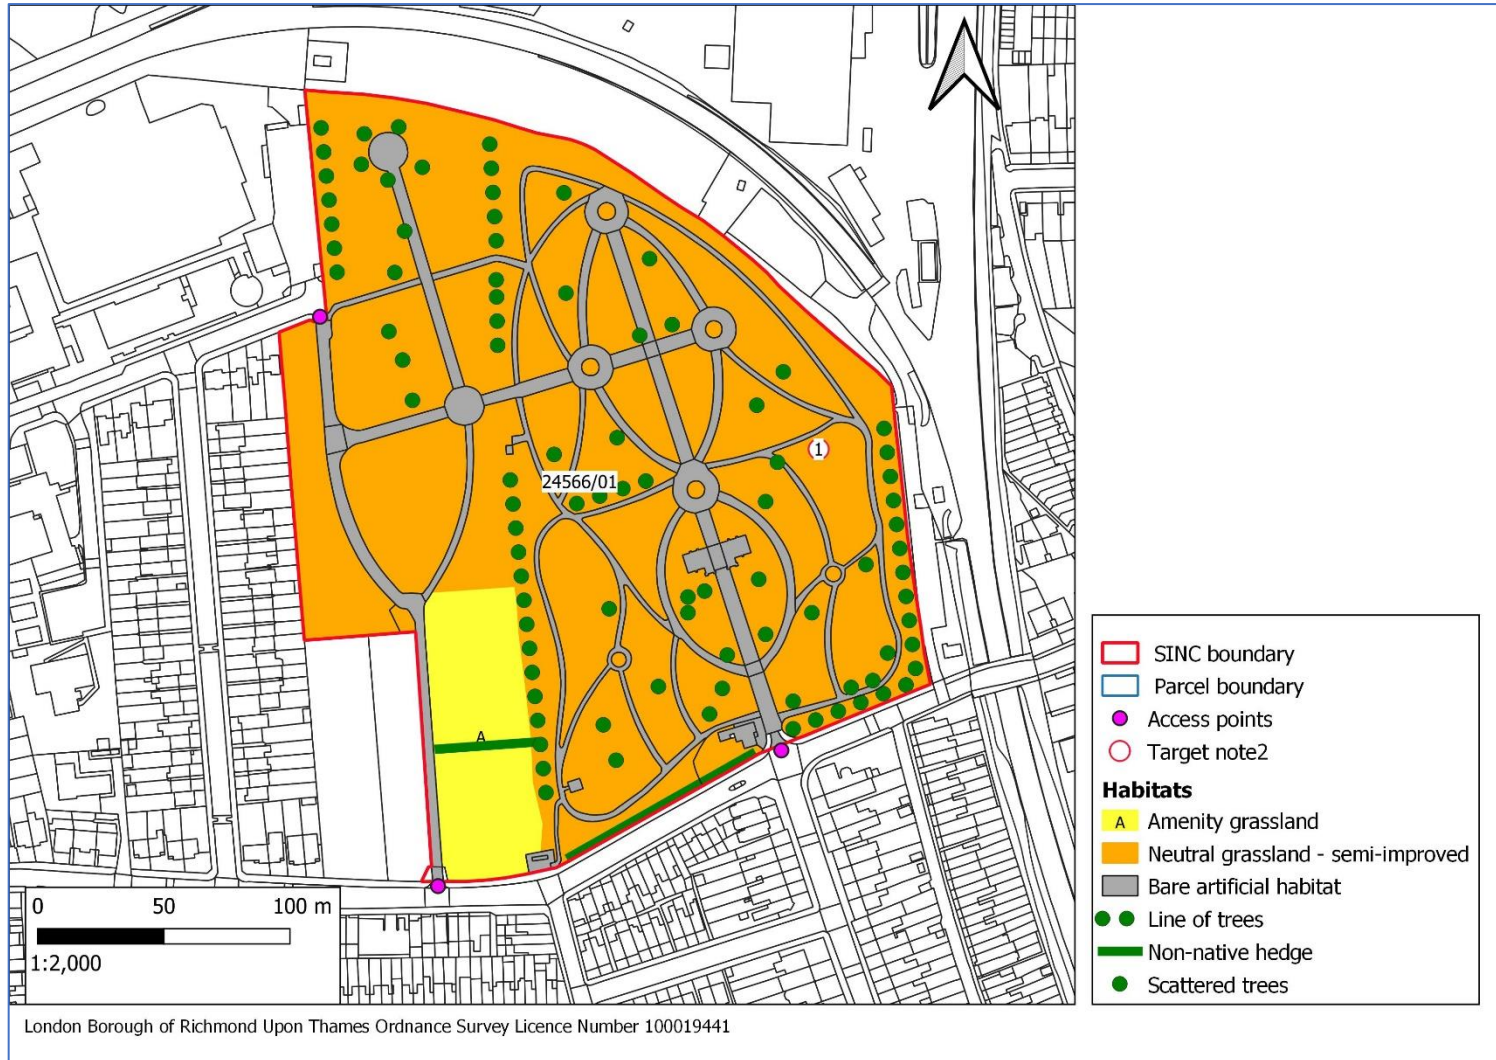 1
24566/01
A
0 50 100 m
1:2,000
SINC boundary
Parcel boundary
Access points
Target note2
Habitats
A Amenity grassland
Neutral grassland - semi-improved
Bare artificial habitat
Line of trees
Non-native hedge
Scattered trees
London Borough of Richmond Upon Thames Ordnance Survey Licence Number 100019441